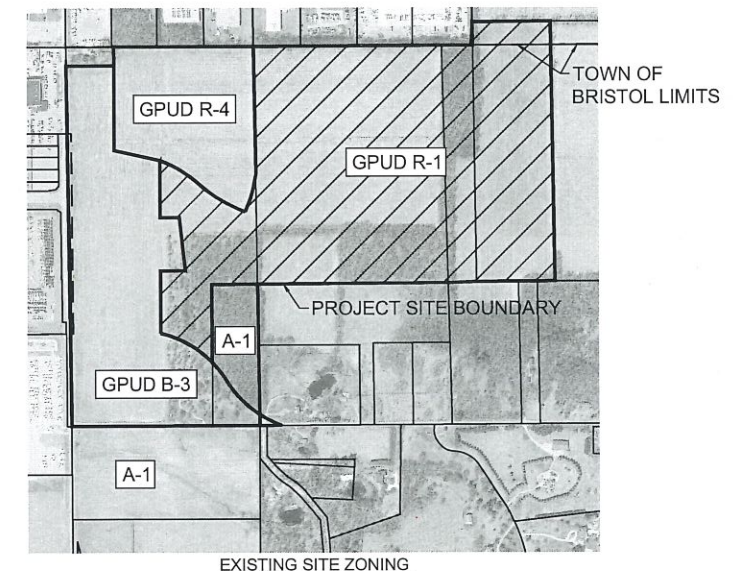 TOWN OF
BRISTOL LIMITS
GPUD R-4
GPUD R-1
PROJECT SITE BOUNDARY
A-1
GPUD B-3
A-1
EXISTING SITE ZONING